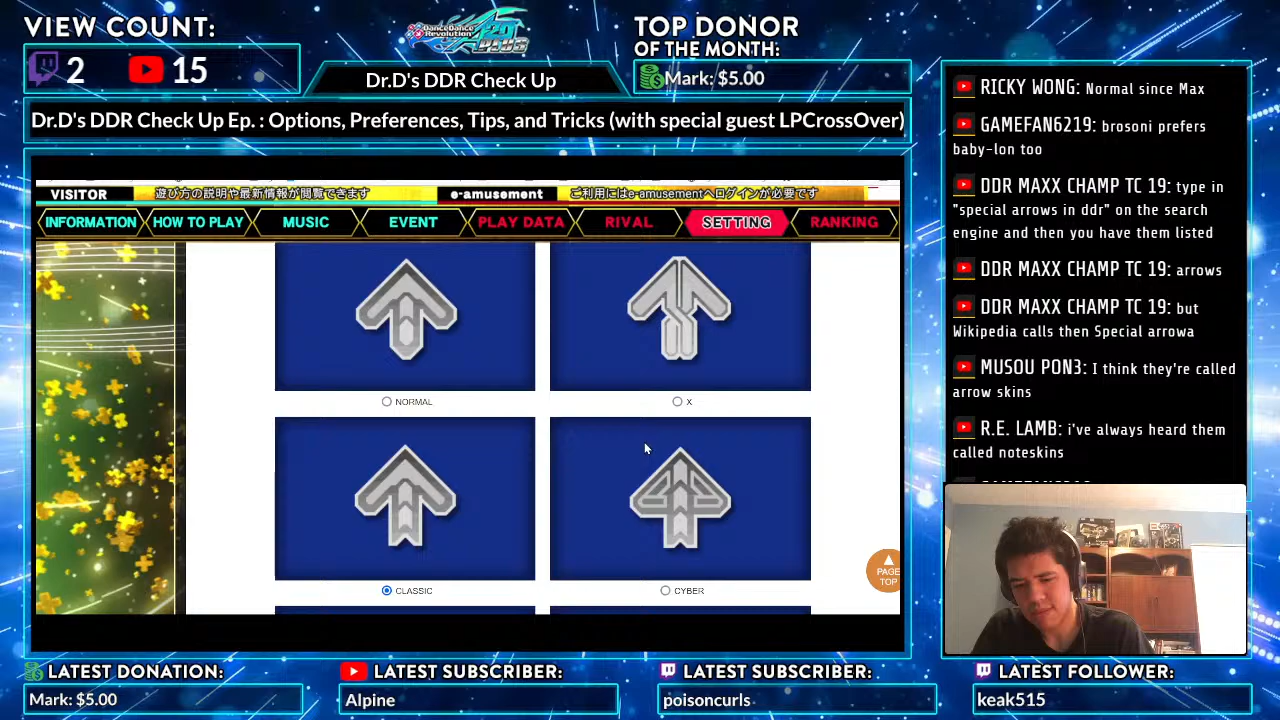 VIEW COUNT:
2
15
DanceDance
Revolution
A20
PLUS
TOP DONOR
OF THE MONTH:
Mark: $5.00
Dr.D's DDR Check Up
Dr.D's DDR Check Up Ep. : Options, Preferences, Tips, and Tricks (with special guest LPCrossOver)
VISITOR
遊び方の説明や最新情報が閲覧できます
e-amusement
ご利用にはe-amusementへログインが必要です
INFORMATION
HOW TO PLAY
MUSIC
EVENT
PLAY DATA
RIVAL
SETTING
RANKING
NORMAL
X
CLASSIC
CYBER
PAGE
TOP
RICKY WONG: Normal since Max
GAMEFAN6219: brosoni prefers
baby-lon too
DDR MAXX CHAMP TC 19: type in
"special arrows in ddr" on the search
engine and then you have them listed
DDR MAXX CHAMP TC 19: arrows
DDR MAXX CHAMP TC 19: but
Wikipedia calls then Special arrowa
MUSOU PON3: I think they're called
arrow skins
R.E. LAMB: i've always heard them
called noteskins
LATEST DONATION:
Mark: $5.00
LATEST SUBSCRIBER:
Alpine
LATEST SUBSCRIBER:
poisoncurls
LATEST FOLLOWER:
keak515